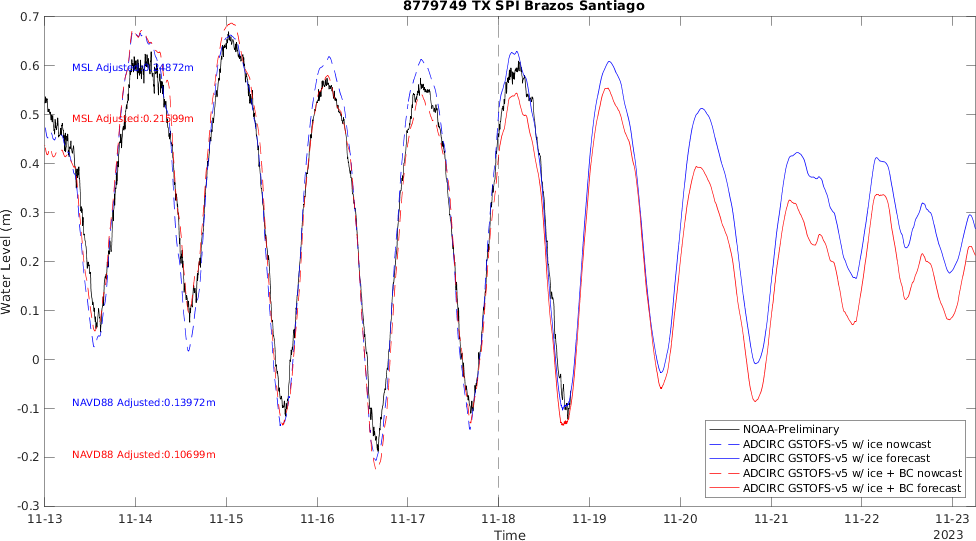 8779749 TX SPI Brazos Santiago
0.7
0.6
0.5
0.4
0.3
0.2
0.1
0
-0.1
-0.2
-0.3
Water Level (m)
MSL Adjusted:
MSL Adjusted:0.21699m
NAVD88 Adjusted:0.13972m
NAVD88 Adjusted:0.10699m
NOAA-Preliminary
ADCIRC GSTOFS-v5 w/ ice nowcast
ADCIRC GSTOFS-v5 w/ ice forecast
ADCIRC GSTOFS-v5 w/ ice + BC nowcast
ADCIRC GSTOFS-v5 w/ ice + BC forecast
11-13 11-14 11-15 11-16 11-17 11-18 11-19 11-20 11-21 11-22 11-23
2023
Time